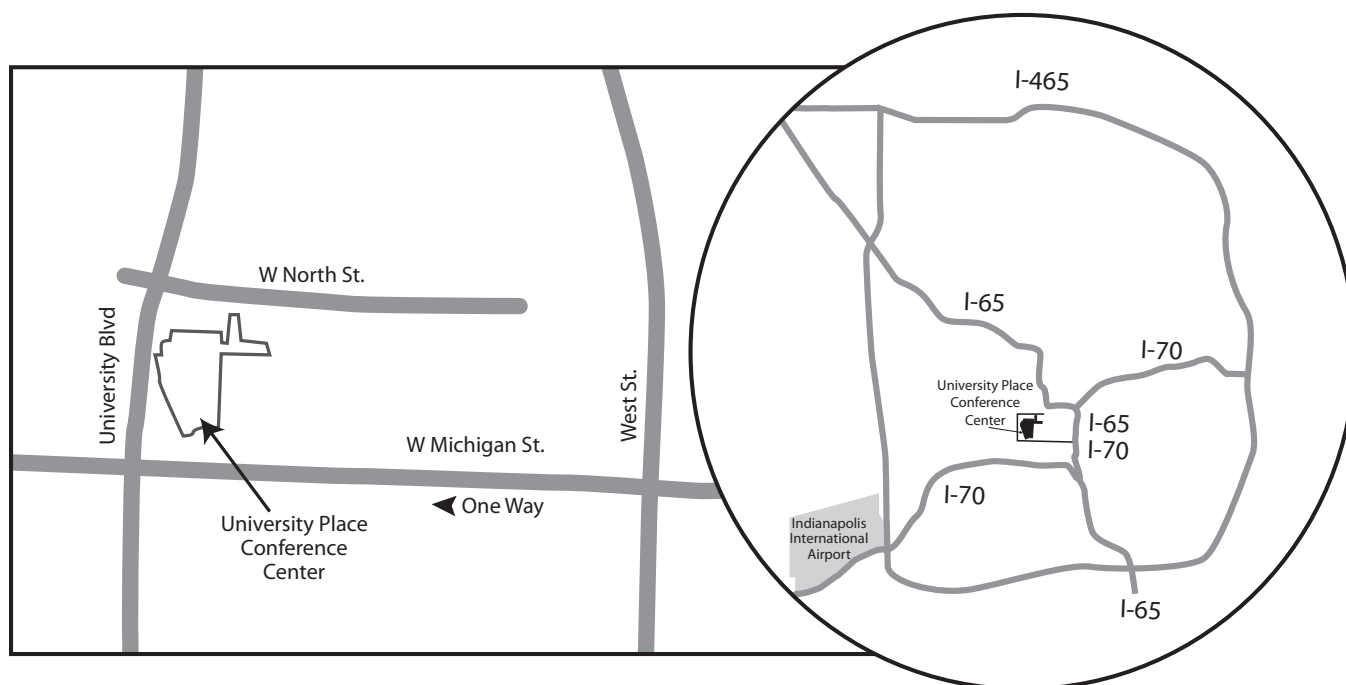 W North St.
University Blvd
West St.
W Michigan St.
One Way
University Place
Conference
Center
I-465
I-65
I-70
University Place
Conference
Center
I-65
I-70
I-70
Indianapolis
International
Airport
I-65